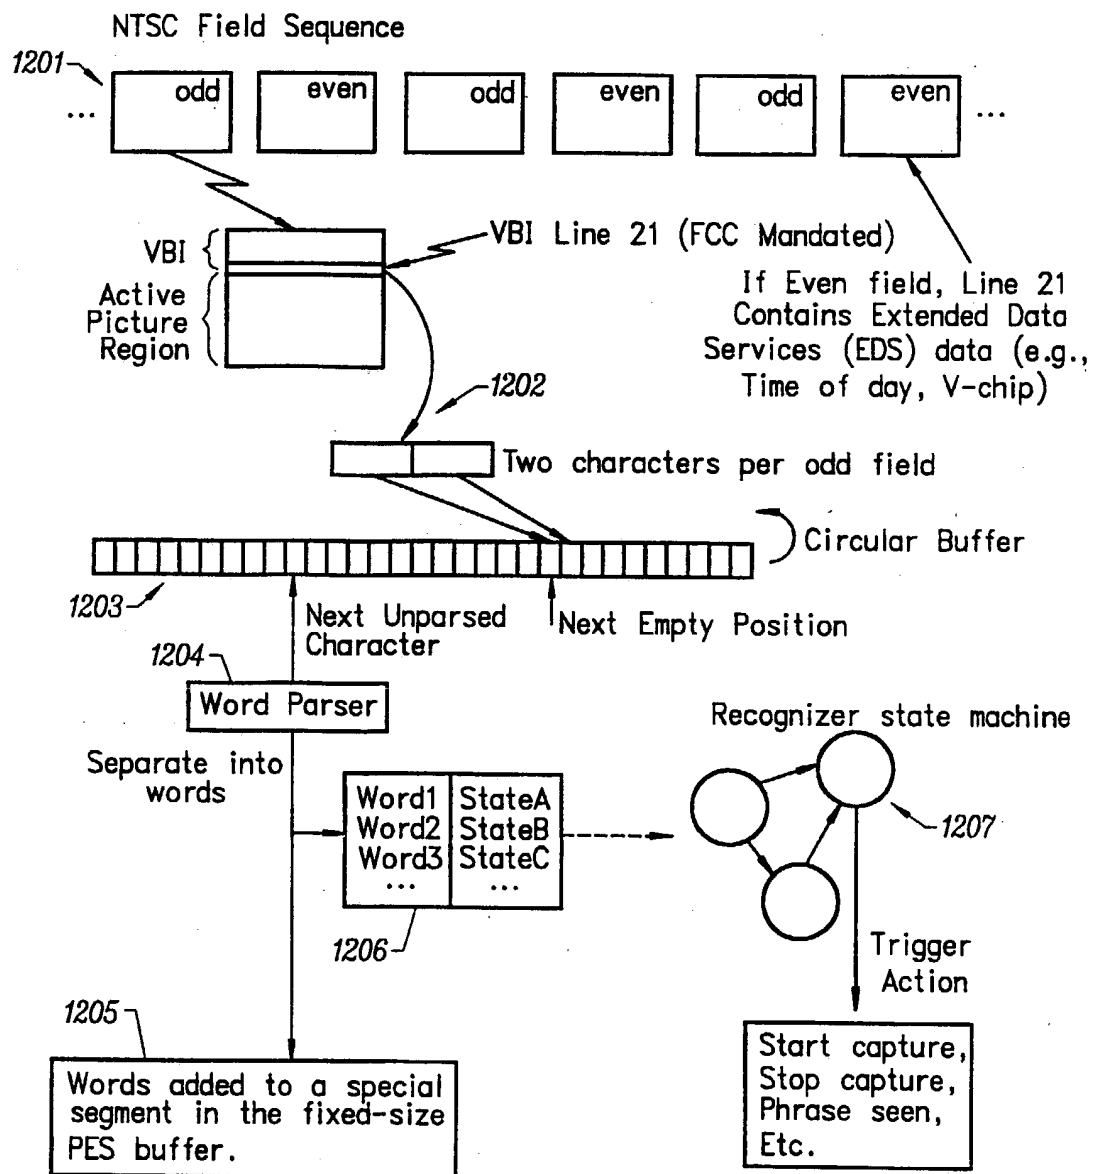 NTSC Field Sequence
1201
... odd even odd even odd even ...
VBI
VBI Line 21 (FCC Mandated)
Active
Picture
Region
If Even field, Line 21
Contains Extended Data
Services (EDS) data (e.g.,
Time of day, V-chip)
1202
Two characters per odd field
Circular Buffer
1203
Next Unparsed
Character
Next Empty Position
1204
Word Parser
Separate into
words
Recognizer state machine
Word1 StateA
Word2 StateB
Word3 StateC
... ...
1206
1207
Trigger
Action
1205
Words added to a special
segment in the fixed-size
PES buffer.
Start capture,
Stop capture,
Phrase seen,
Etc.